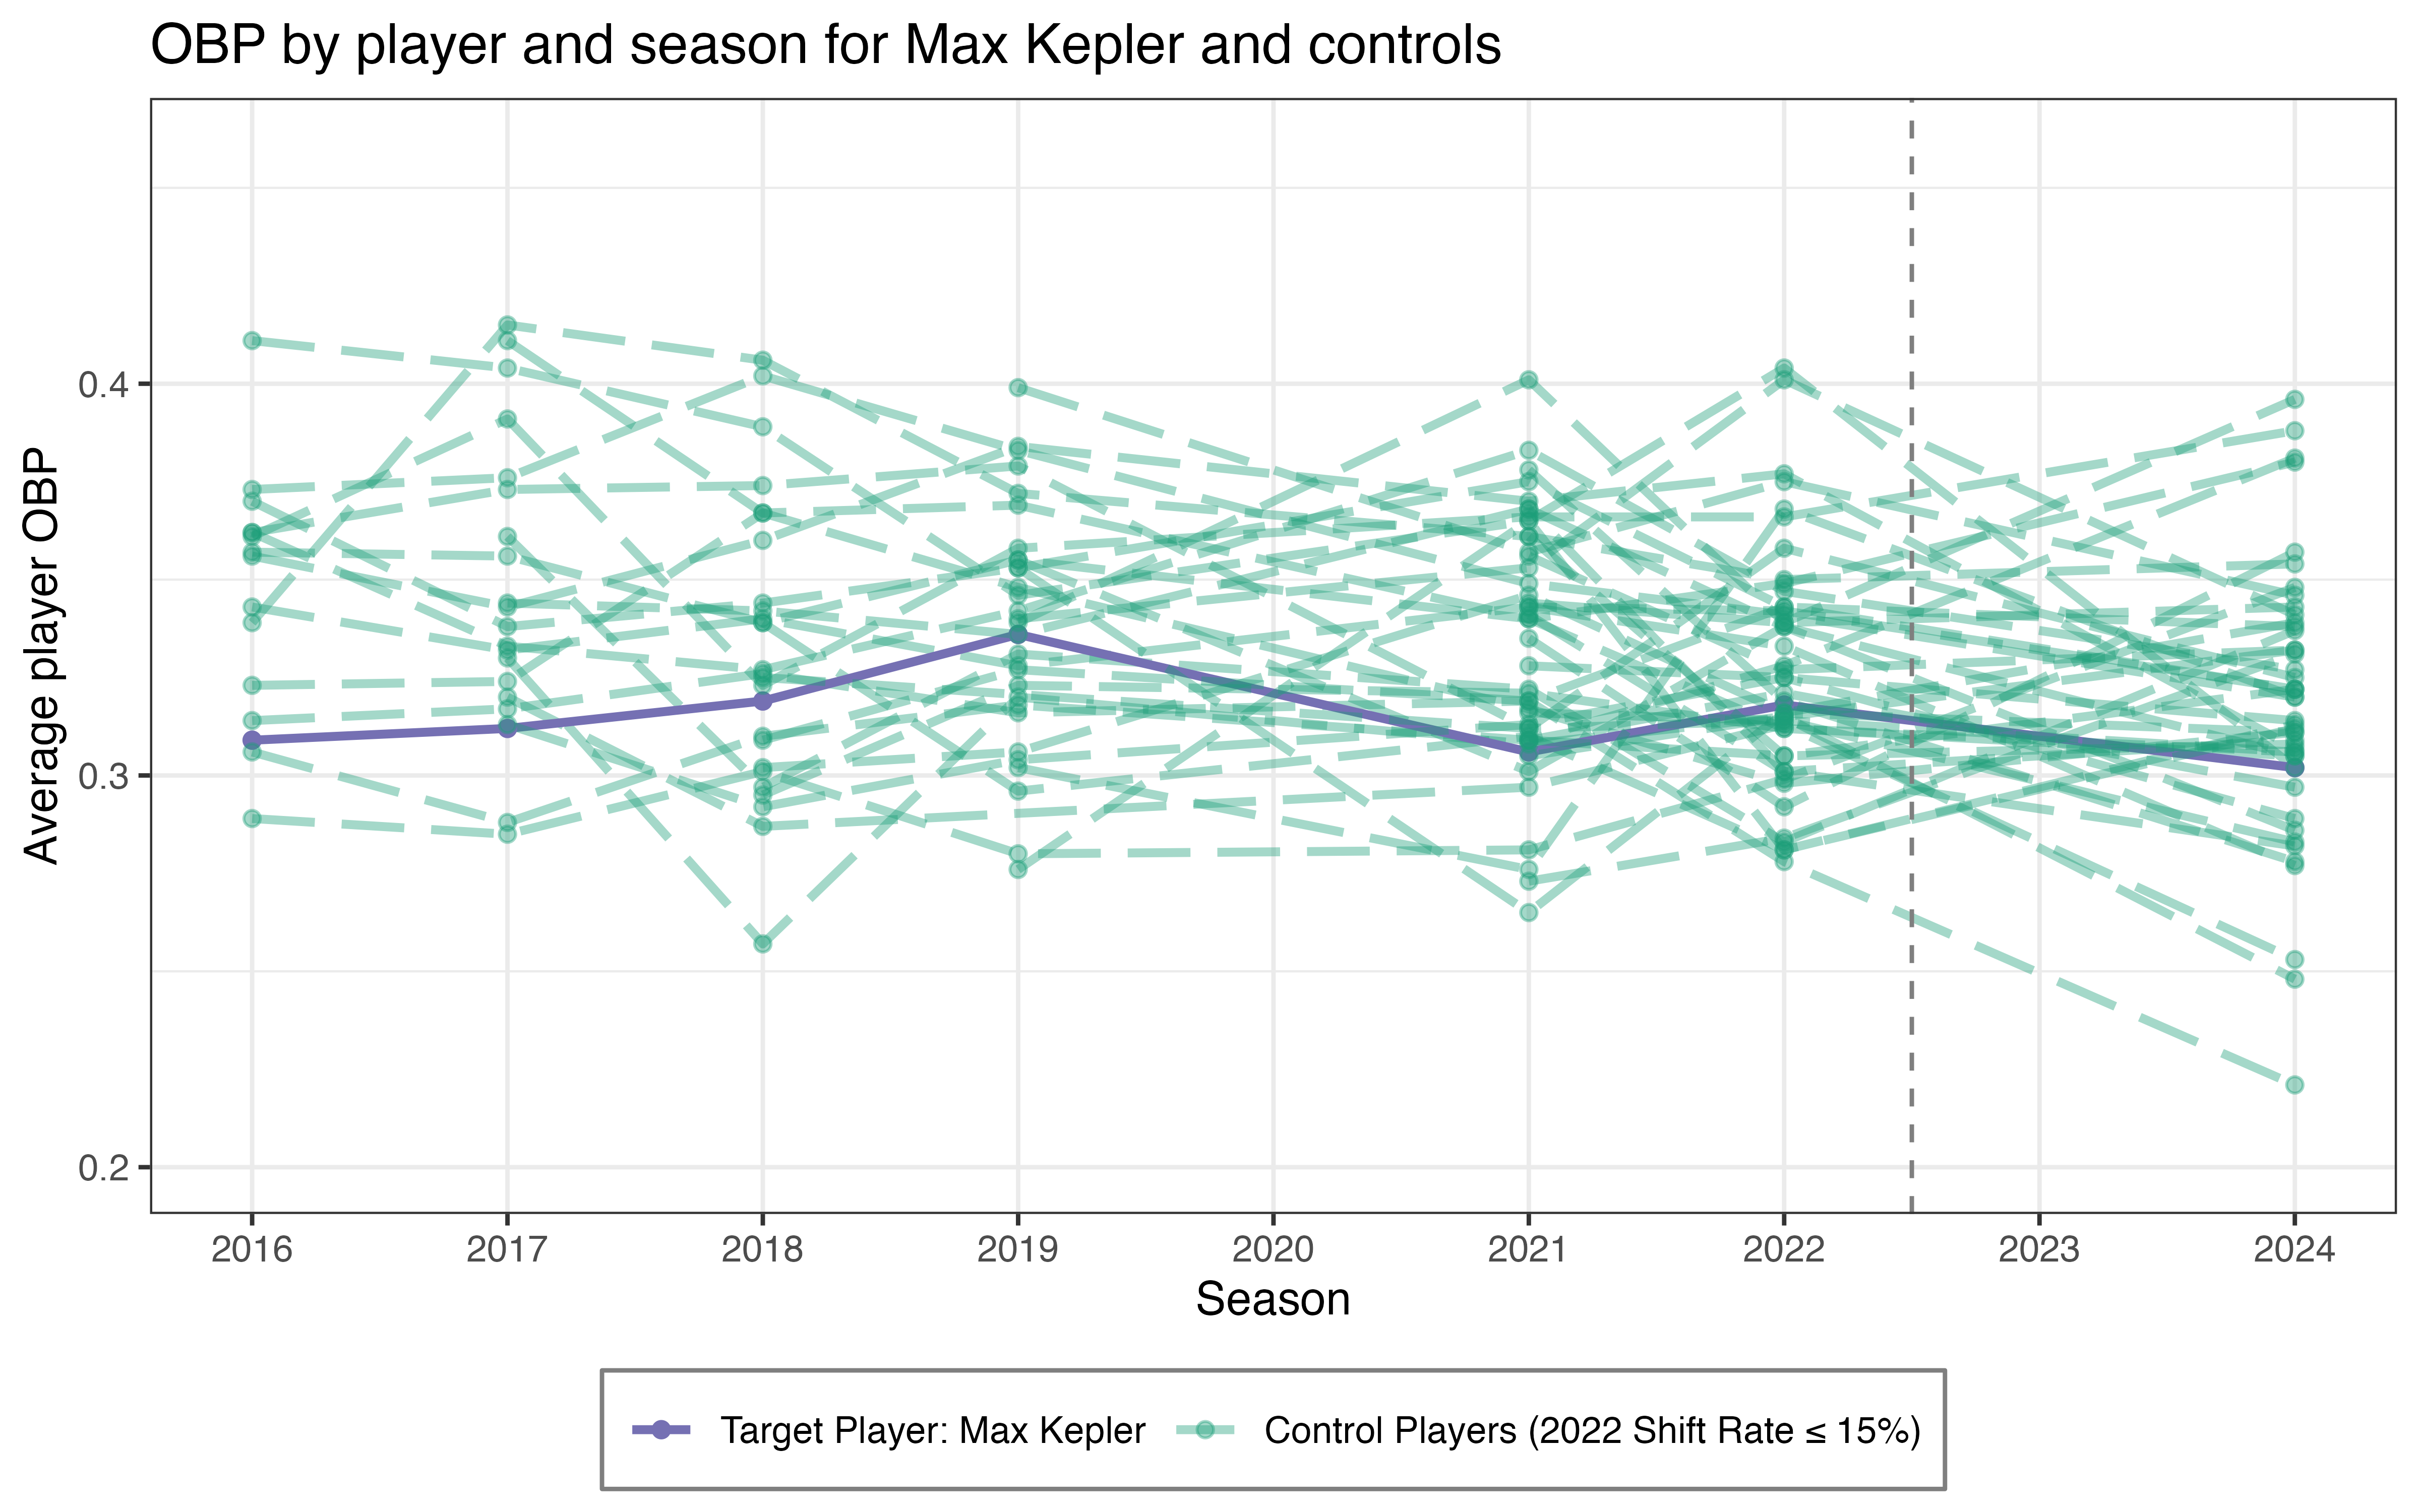 OBP by player and season for Max Kepler and controls
Average player OBP
0.4
0.3
0.2
2016 2017 2018 2019 2020 2021 2022 2023 2024
Season
Target Player: Max Kepler Control Players (2022 Shift Rate ≤ 15%)